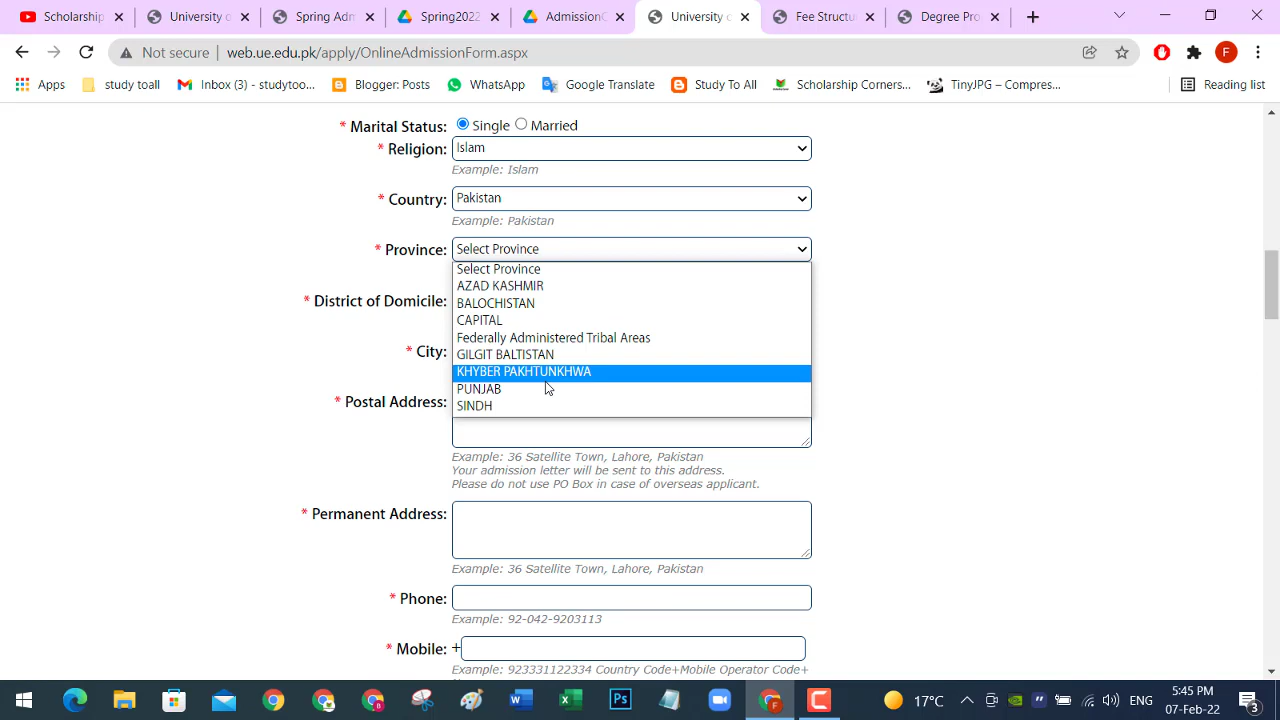 Scholarship
University o
Spring Adm
Spring2022
AdmissionC
University o
Fee Structu
Degree Pro
Not secure
web.ue.edu.pk/apply/OnlineAdmissionForm.aspx
F
Apps
study toall
Inbox (3) - studytoo...
Blogger: Posts
WhatsApp
Google Translate
Study To All
Scholarship Corners...
TinyJPG – Compres...
Reading list
* Marital Status: Single Married
* Religion: Islam
Example: Islam
* Country: Pakistan
Example: Pakistan
* Province: Select Province
Select Province
AZAD KASHMIR
BALOCHISTAN
* District of Domicile:
CAPITAL
Federally Administered Tribal Areas
* City:
GILGIT BALTISTAN
KHYBER PAKHTUNKHWA
PUNJAB
* Postal Address:
SINDH
Example: 36 Satellite Town, Lahore, Pakistan
Your admission letter will be sent to this address.
Please do not use PO Box in case of overseas applicant.
* Permanent Address:
Example: 36 Satellite Town, Lahore, Pakistan
* Phone:
Example: 92-042-9203113
* Mobile: +
Example: 923331122334 Country Code+Mobile Operator Code+
17°C
ENG
5:45 PM
07-Feb-22
3